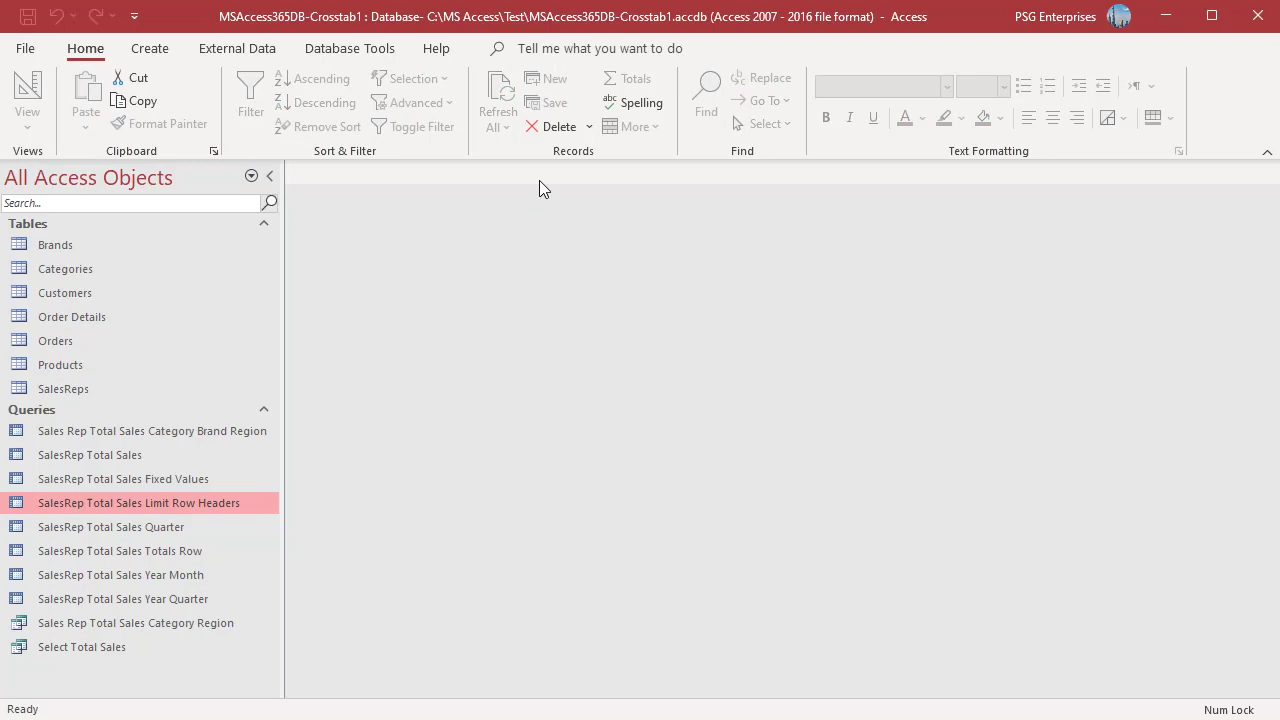 MSAccess365DB-Crosstab1 : Database- C:\MS Access\Test\MSAccess365DB-Crosstab1.accdb (Access 2007 - 2016 file format) - Access
PSG Enterprises
File Home Create External Data Database Tools Help Tell me what you want to do
View
Views
Paste
Cut
Copy
Format Painter
Clipboard
Filter
Ascending
Descending
Remove Sort
Selection
Advanced
Toggle Filter
Sort & Filter
Refresh
All
New
Save
Delete
Totals
Spelling
More
Records
Find
Replace
Go To
Select
Find
B I U A
Text Formatting
All Access Objects
Search...
Tables
Brands
Categories
Customers
Order Details
Orders
Products
SalesReps
Queries
Sales Rep Total Sales Category Brand Region
SalesRep Total Sales
SalesRep Total Sales Fixed Values
SalesRep Total Sales Limit Row Headers
SalesRep Total Sales Quarter
SalesRep Total Sales Totals Row
SalesRep Total Sales Year Month
SalesRep Total Sales Year Quarter
Sales Rep Total Sales Category Region
Select Total Sales
Ready
Num Lock